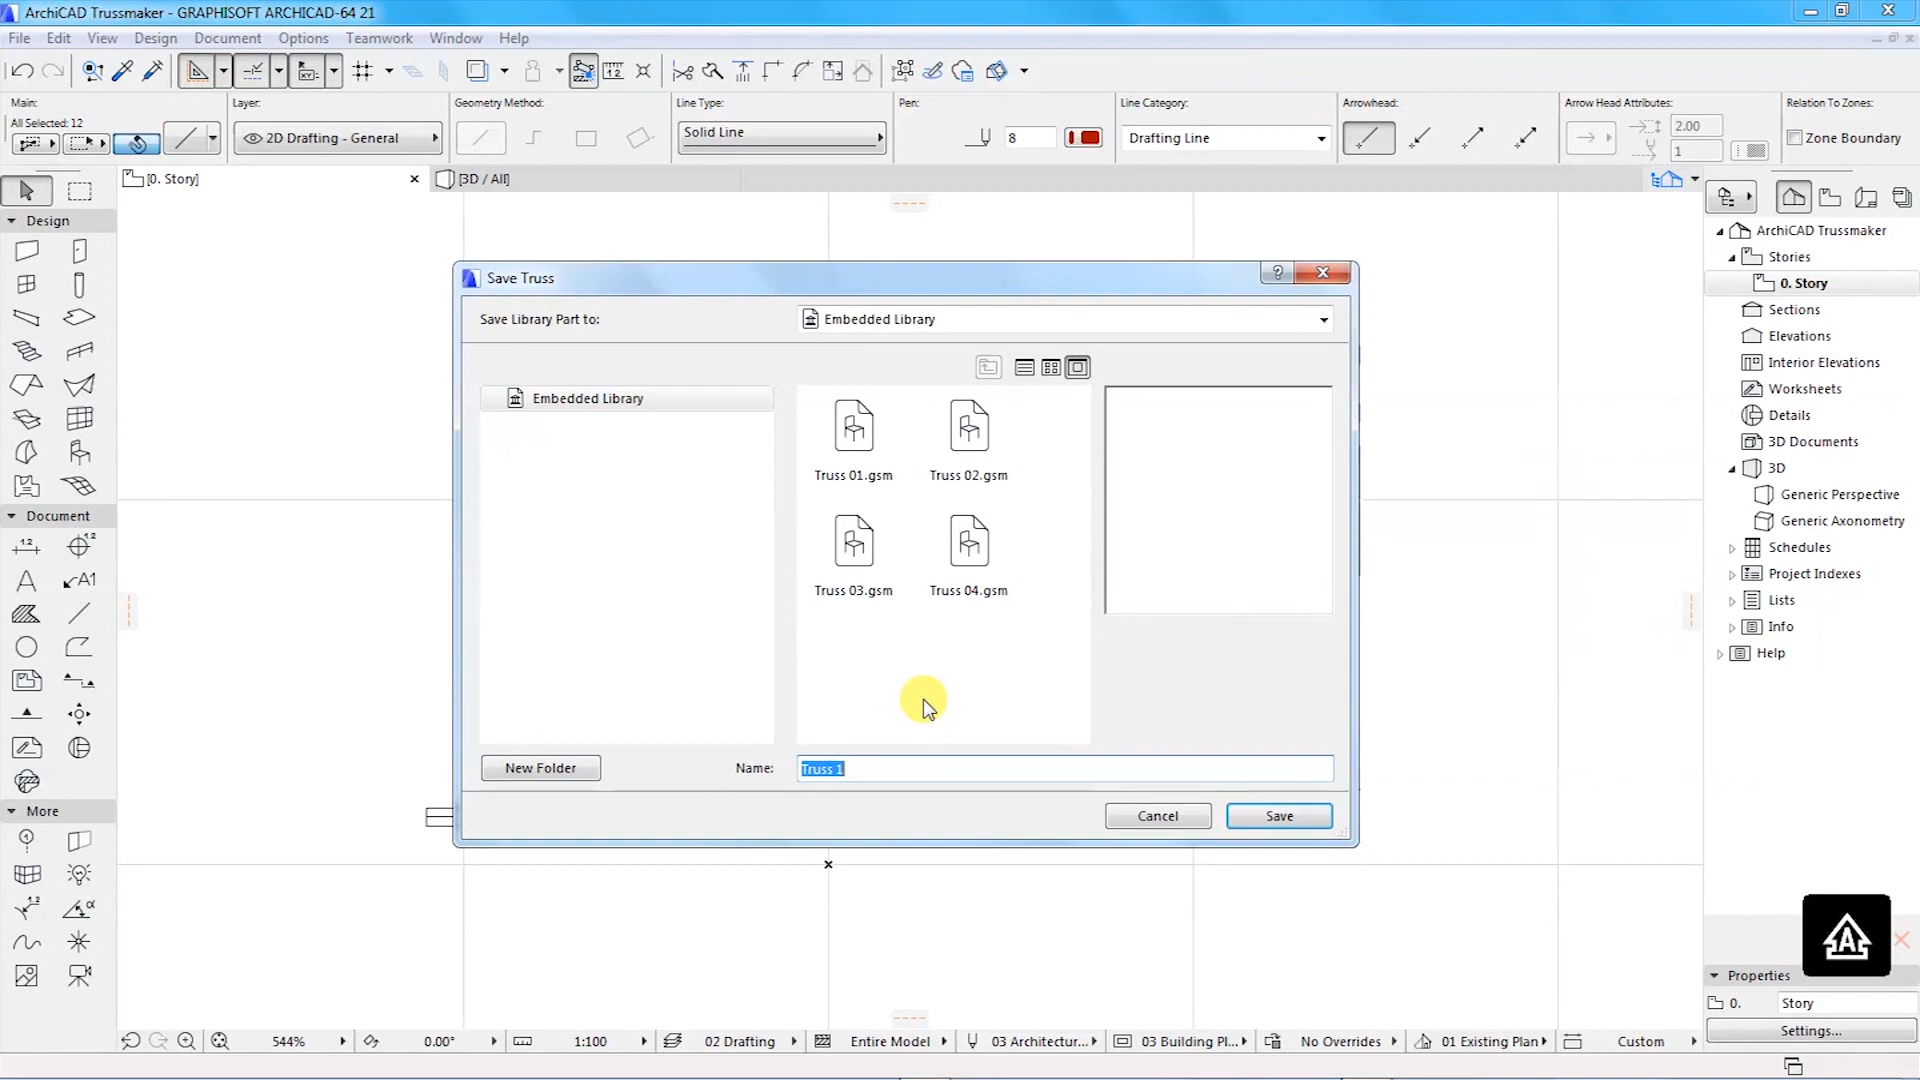 ArchiCAD Trussmaker - GRAPHISOFT ARCHICAD-64 21
File Edit View Design Document Options Teamwork Window Help
Main:
All Selected: 12
Layer:
2D Drafting - General
Geometry Method:
Line Type:
Solid Line
Pen:
8
Line Category:
Drafting Line
Arrowhead:
Arrow Head Attributes:
2.00
1
Relation To Zones:
Zone Boundary
[0. Story]
[3D / All]
Design
Document
More
Save Truss
Save Library Part to:
Embedded Library
Embedded Library
Truss 01.gsm
Truss 02.gsm
Truss 03.gsm
Truss 04.gsm
New Folder
Name:
Truss 1
Cancel
Save
ArchiCAD Trussmaker
Stories
0. Story
Sections
Elevations
Interior Elevations
Worksheets
Details
3D Documents
3D
Generic Perspective
Generic Axonometry
Schedules
Project Indexes
Lists
Info
Help
Properties
0.
Story
Settings...
544%
0.00°
1:100
02 Drafting
Entire Model
03 Architectur...
03 Building Pl...
No Overrides
01 Existing Plan
Custom